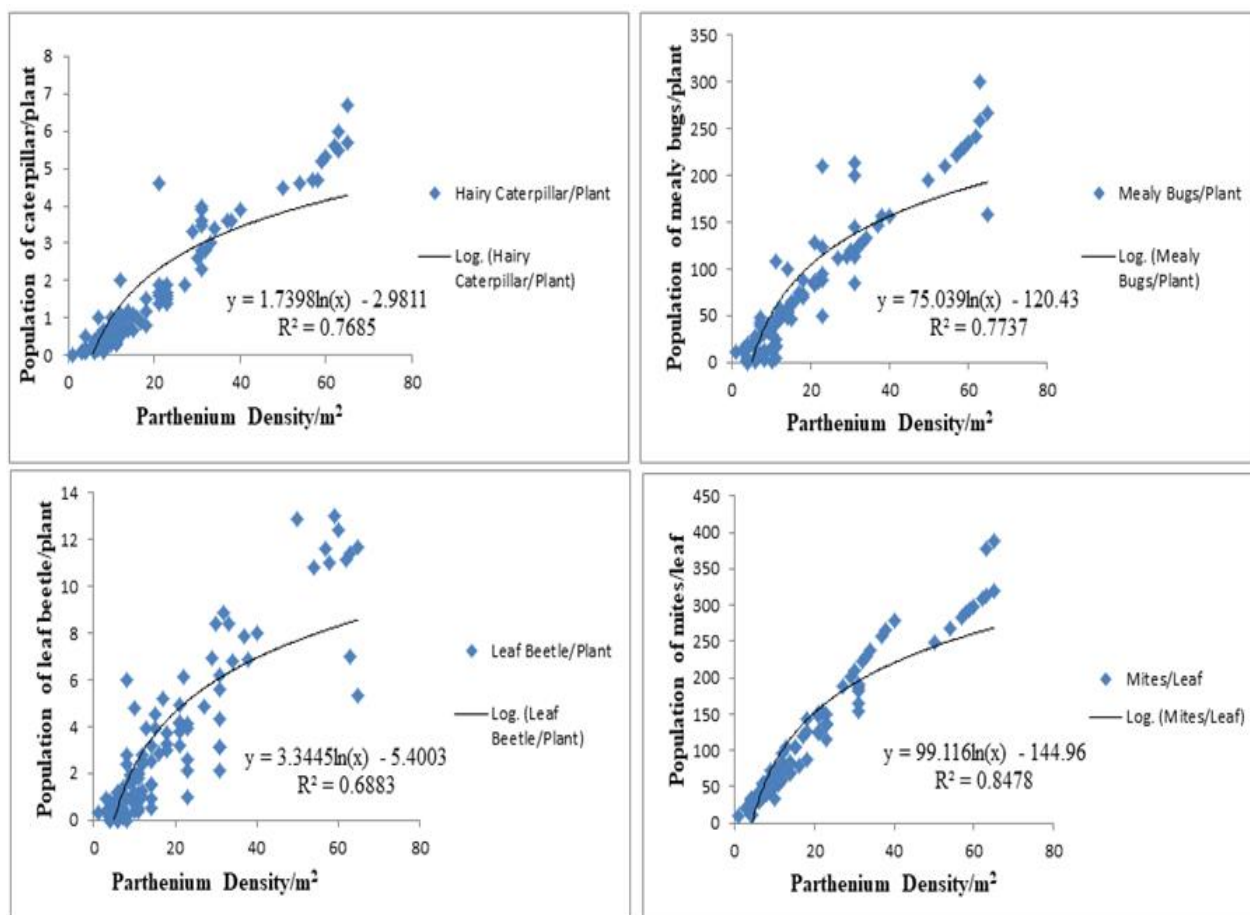 Population of caterpillar/plant
8
7
6
5
4
3
2
1
0
0 20 40 60 80
Parthenium Density/m²
Hairy Caterpillar/Plant
Log. (Hairy
Caterpillar/Plant)
y = 1.7398ln(x) - 2.9811
R² = 0.7685
Population of mealy bugs/plant
350
300
250
200
150
100
50
0
0 20 40 60 80
Parthenium Density/m²
Mealy Bugs/Plant
Log. (Mealy
Bugs/Plant)
y = 75.039ln(x) - 120.43
R² = 0.7737
Population of leaf beetle/plant
14
12
10
8
6
4
2
0
0 20 40 60 80
Parthenium Density/m²
Leaf Beetle/Plant
Log. (Leaf
Beetle/Plant)
y = 3.3445ln(x) - 5.4003
R² = 0.6883
Population of mites/leaf
450
400
350
300
250
200
150
100
50
0
0 20 40 60 80
Parthenium Density/m²
Mites/Leaf
Log. (Mites/Leaf)
y = 99.116ln(x) - 144.96
R² = 0.8478